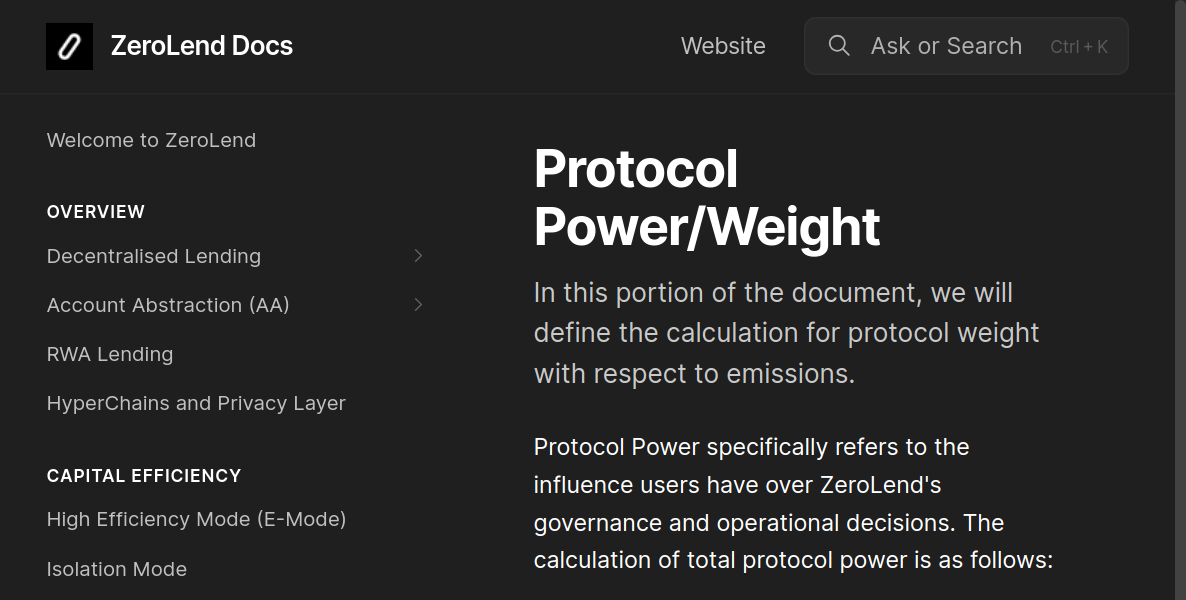 ZeroLend Docs
Website
Ask or Search
Ctrl + K
Welcome to ZeroLend
OVERVIEW
Decentralised Lending
Account Abstraction (AA)
RWA Lending
HyperChains and Privacy Layer
CAPITAL EFFICIENCY
High Efficiency Mode (E-Mode)
Isolation Mode
Protocol
Power/Weight
In this portion of the document, we will
define the calculation for protocol weight
with respect to emissions.
Protocol Power specifically refers to the
influence users have over ZeroLend's
governance and operational decisions. The
calculation of total protocol power is as follows: